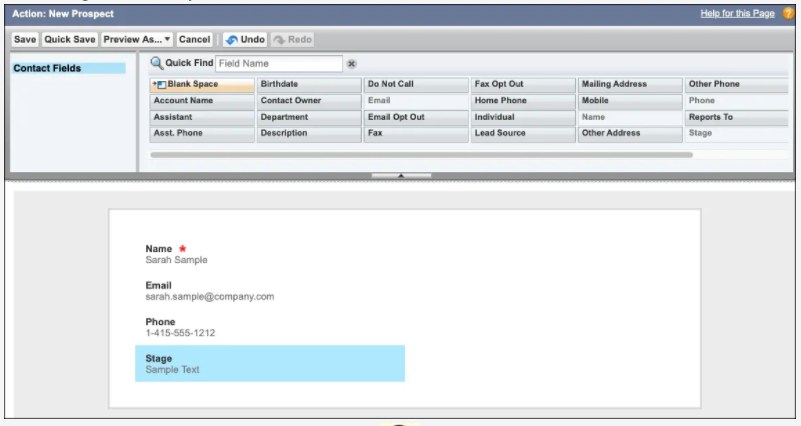 Action: New Prospect Help for this Page ?
Save Quick Save Preview As... ▼ Cancel Undo Redo
Contact Fields
Quick Find Field Name
Blank Space Birthdate Do Not Call Fax Opt Out Mailing Address Other Phone
Account Name Contact Owner Email Home Phone Mobile Phone
Assistant Department Email Opt Out Individual Name Reports To
Asst. Phone Description Fax Lead Source Other Address Stage
Name *
Sarah Sample
Email
sarah.sample@company.com
Phone
1-415-555-1212
Stage
Sample Text